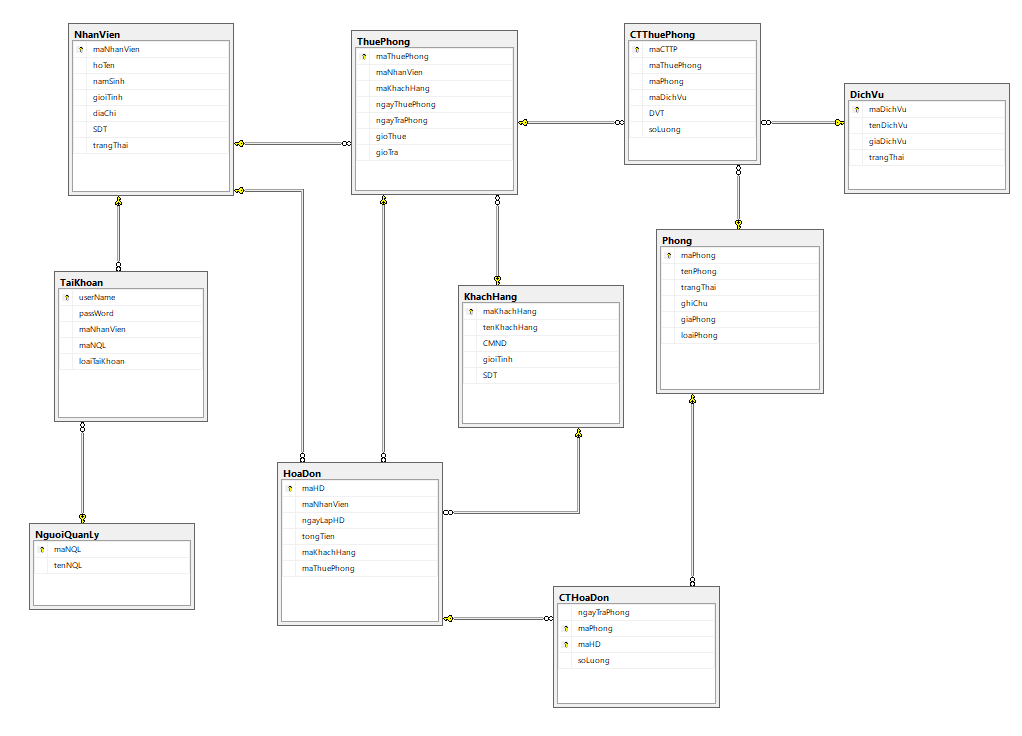 NhanVien
maNhanVien
hoTen
namSinh
gioiTinh
diaChi
SDT
trangThai
ThuePhong
maThuePhong
maNhanVien
maKhachHang
ngayThuePhong
ngayTraPhong
gioThue
gioTra
CTThuePhong
maCTTP
maThuePhong
maPhong
maDichVu
DVT
soLuong
DichVu
maDichVu
tenDichVu
giaDichVu
trangThai
Phong
maPhong
tenPhong
trangThai
ghiChu
giaPhong
loaiPhong
TaiKhoan
userName
passWord
maNhanVien
maNQL
loaiTaiKhoan
KhachHang
maKhachHang
tenKhachHang
CMND
gioiTinh
SDT
HoaDon
maHD
maNhanVien
ngayLapHD
tongTien
maKhachHang
maThuePhong
NguoiQuanLy
maNQL
tenNQL
CTHoaDon
ngayTraPhong
maPhong
maHD
soLuong